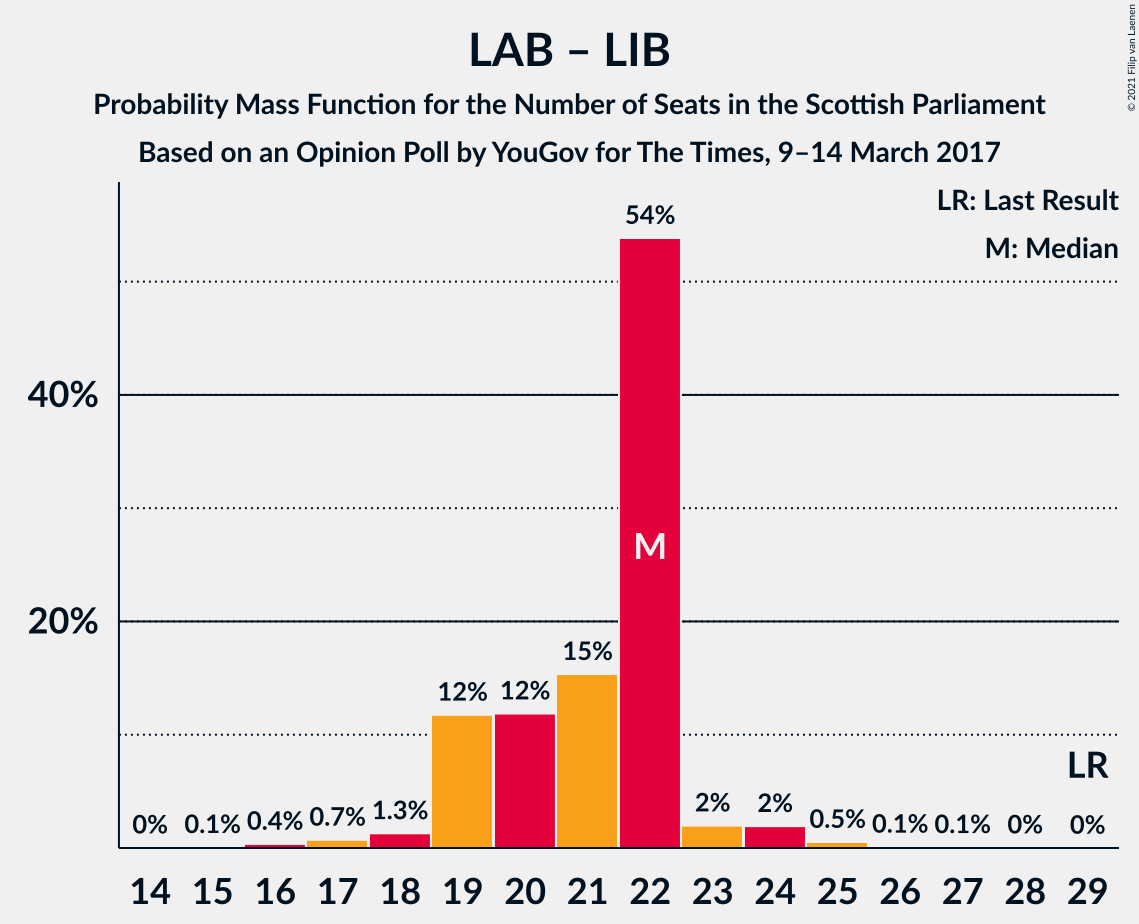 LAB – LIB
Probability Mass Function for the Number of Seats in the Scottish Parliament
Based on an Opinion Poll by YouGov for The Times, 9–14 March 2017
© 2021 Filip van Laenen
LR: Last Result
M: Median
54%
40%
M
20%
15%
12% 12%
LR
0% 0.1% 0.4% 0.7% 1.3% 2% 2% 0.5% 0.1% 0.1% 0% 0%
14 15 16 17 18 19 20 21 22 23 24 25 26 27 28 29